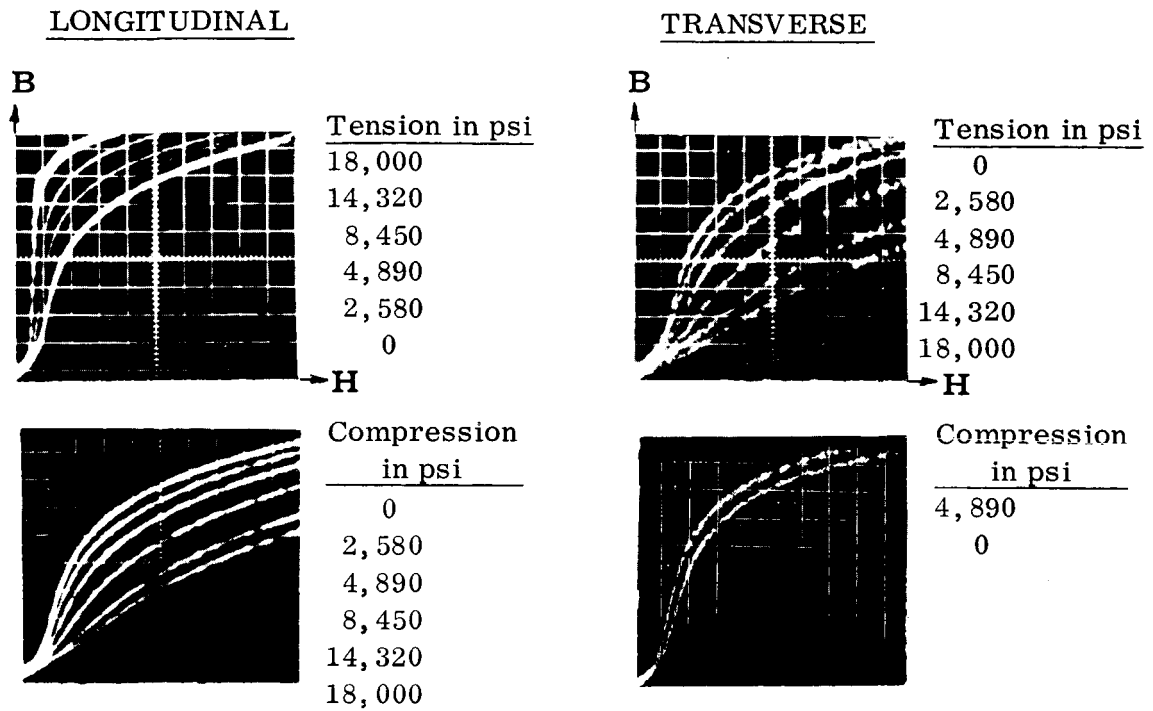 LONGITUDINAL
B
Tension in psi
18,000
14,320
8,450
4,890
2,580
0
H
Compression
in psi
0
2,580
4,890
8,450
14,320
18,000
TRANSVERSE
B
Tension in psi
0
2,580
4,890
8,450
14,320
18,000
H
Compression
in psi
4,890
0